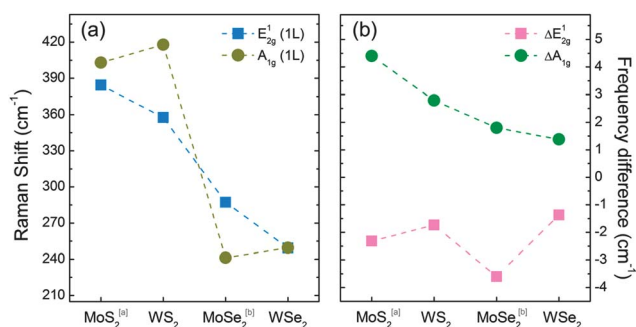 (a)
E¹₂g (1L)
A₁g (1L)
Raman Shift (cm⁻¹)
420
390
360
330
300
270
240
210
MoS₂[a] WS₂ MoSe₂[b] WSe₂
(b)
ΔE¹₂g
ΔA₁g
4
3
2
1
0
-1
-2
-3
-4
5
Frequency difference (cm⁻¹)
MoS₂[a] WS₂ MoSe₂[b] WSe₂